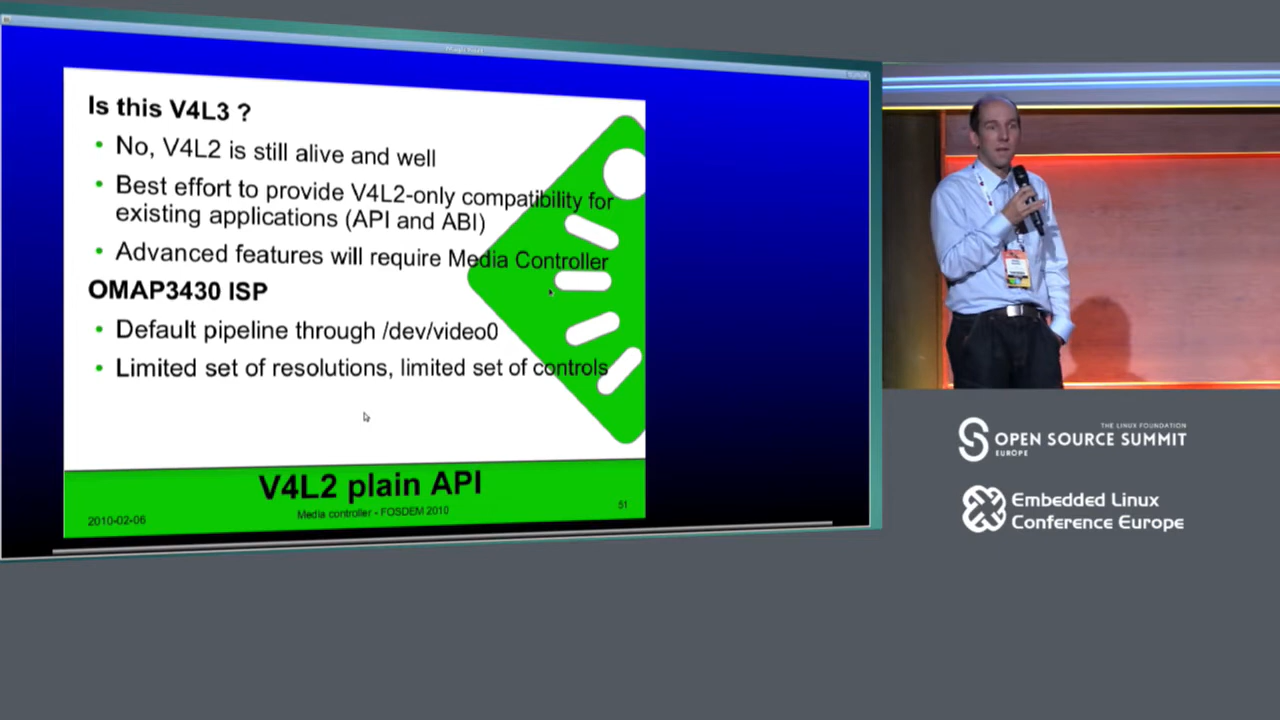 Is this V4L3 ?
• No, V4L2 is still alive and well
• Best effort to provide V4L2-only compatibility for
existing applications (API and ABI)
• Advanced features will require Media Controller
OMAP3430 ISP
• Default pipeline through /dev/video0
• Limited set of resolutions, limited set of controls
V4L2 plain API
2010-02-06
Media controller - FOSDEM 2010
51
THE LINUX FOUNDATION
OPEN SOURCE SUMMIT
EUROPE
Embedded Linux
Conference Europe